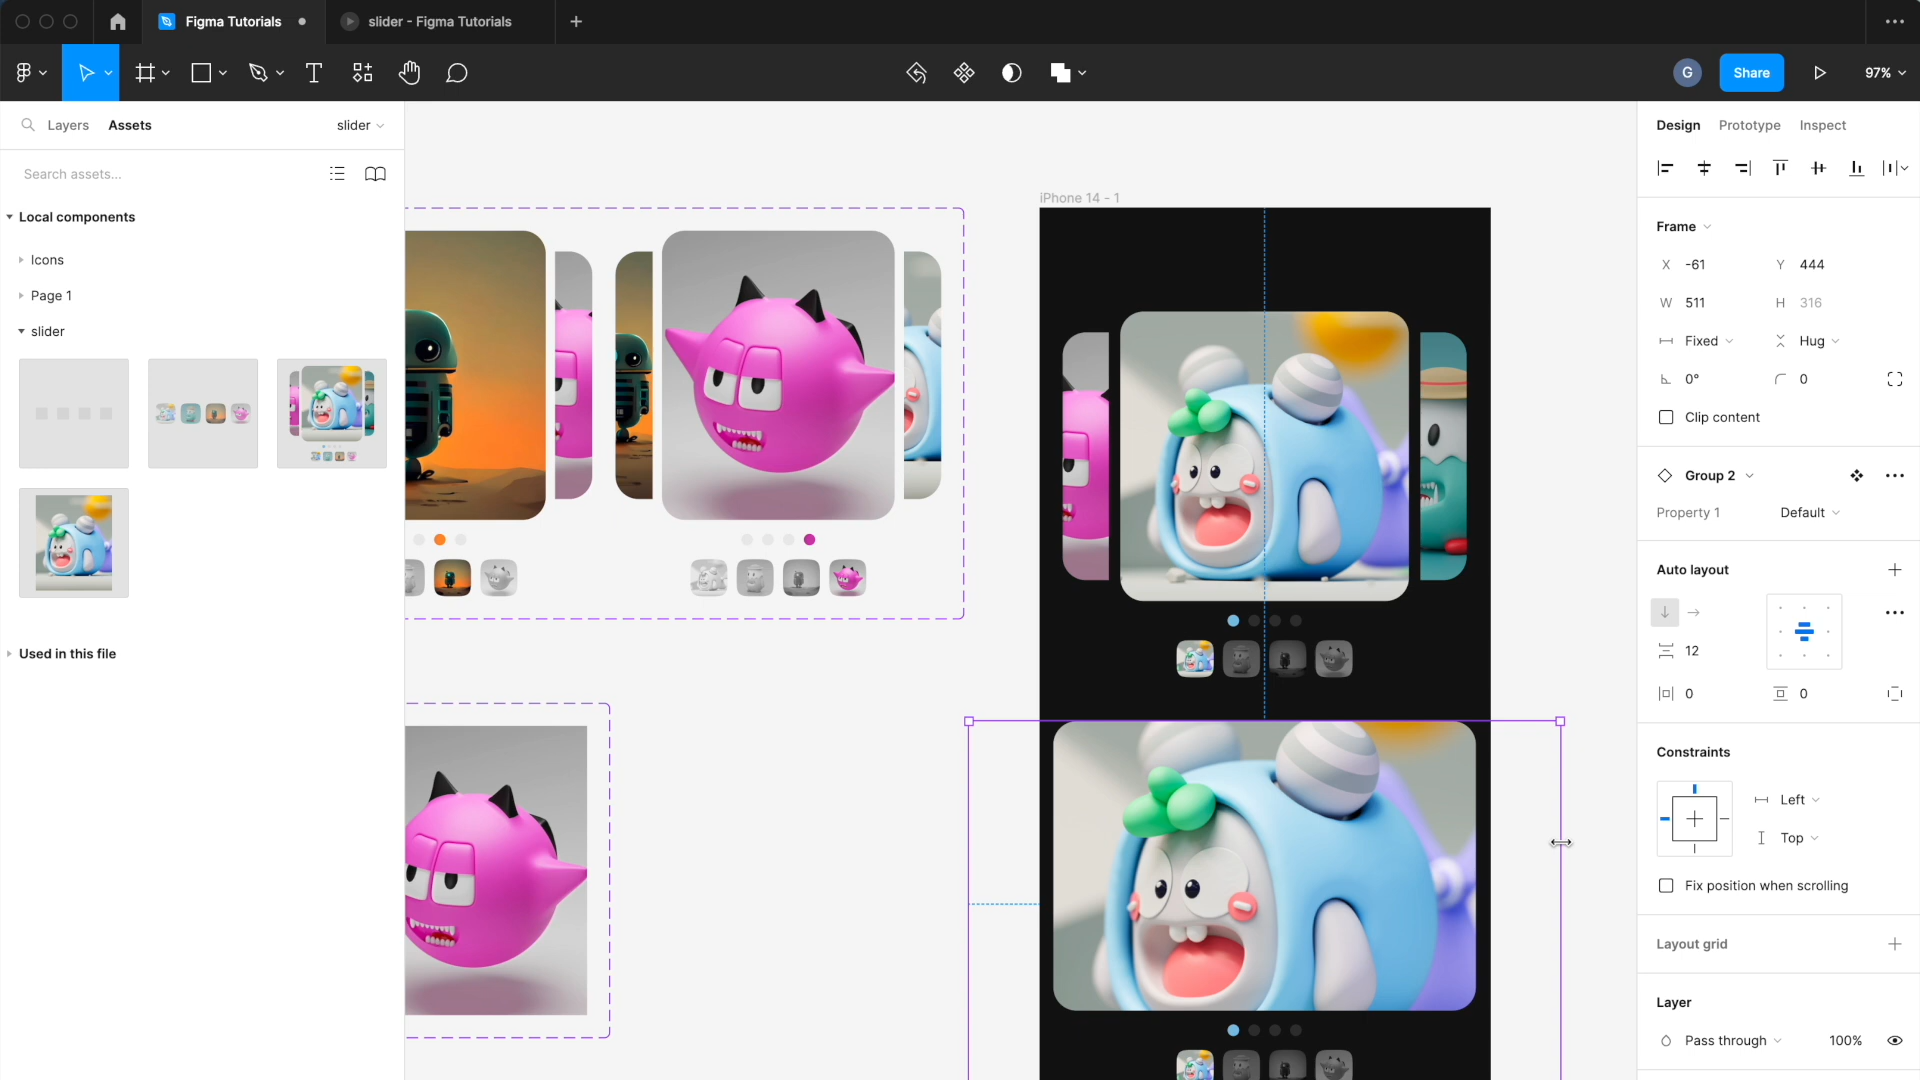 Figma Tutorials
slider - Figma Tutorials
G
Share
97%
Layers
Assets
slider
Search assets...
Local components
Icons
Page 1
slider
Used in this file
iPhone 14 - 1
Design
Prototype
Inspect
Frame
X -61
Y 444
W 511
H 316
Fixed
Hug
0°
0
Clip content
Group 2
Property 1
Default
Auto layout
12
0
0
Constraints
Left
Top
Fix position when scrolling
Layout grid
Layer
Pass through
100%